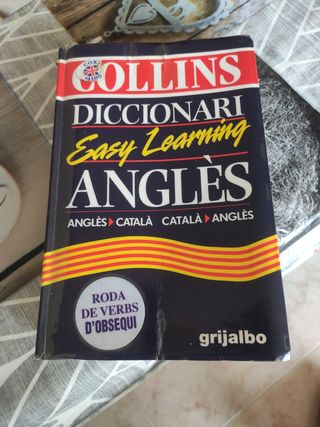 COLLINS
DICCIONARI
Easy Learning
ANGLÈS
ANGLÈS CATALÀ CATALÀ ANGLÈS
RODA
DE VERBS
D'OBSEQUI
grijalbo